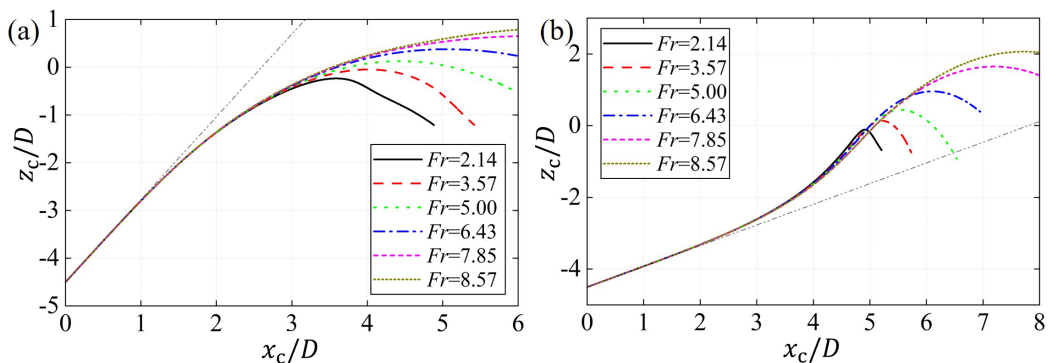 (a)
1
0
-1
-2
-3
-4
-5
z_c/D
Fr=2.14
Fr=3.57
Fr=5.00
Fr=6.43
Fr=7.85
Fr=8.57
0 1 2 3 4 5 6
x_c/D
(b)
2
0
-2
-4
z_c/D
Fr=2.14
Fr=3.57
Fr=5.00
Fr=6.43
Fr=7.85
Fr=8.57
0 1 2 3 4 5 6 7 8
x_c/D